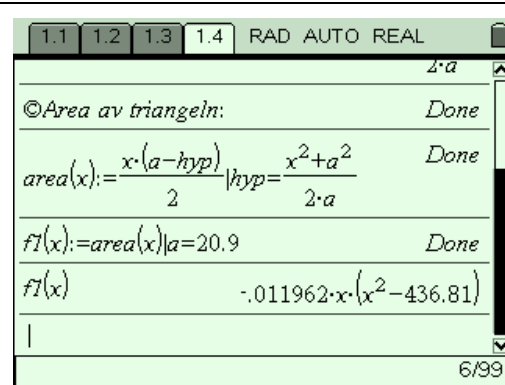 1.1 1.2 1.3 1.4 RAD AUTO REAL
2·a
©Area av triangeln: Done
area(x):=x·(a−hyp)/2|hyp=x²+a²/2·a Done
f1(x):=area(x)|a=20.9 Done
f1(x) -.011962·x·(x²−436.81)
6/99